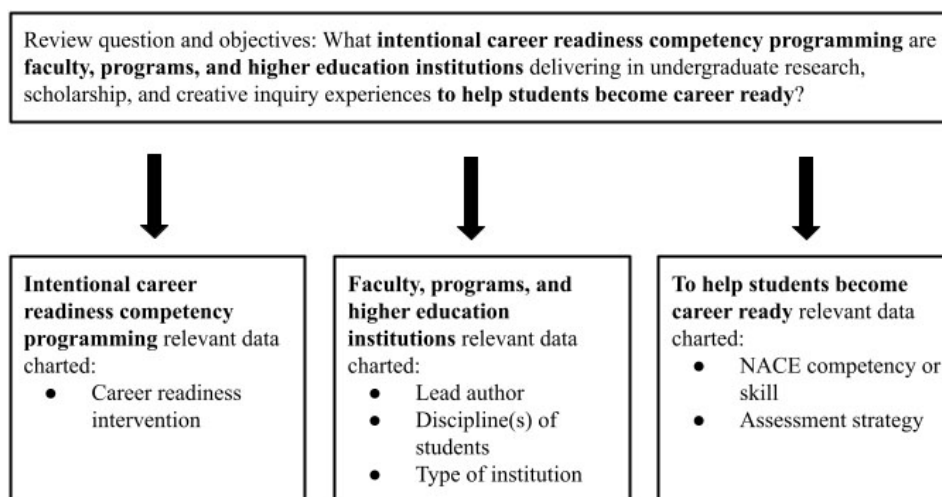 Review question and objectives: What intentional career readiness competency programming are
faculty, programs, and higher education institutions delivering in undergraduate research,
scholarship, and creative inquiry experiences to help students become career ready?
Intentional career
readiness competency
programming relevant data
charted:
● Career readiness
intervention
Faculty, programs, and
higher education
institutions relevant data
charted:
● Lead author
● Discipline(s) of
students
● Type of institution
To help students become
career ready relevant data
charted:
● NACE competency or
skill
● Assessment strategy